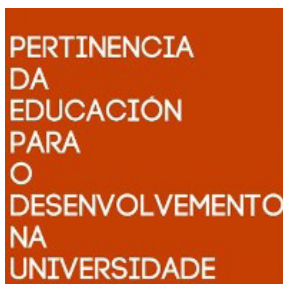 PERTINENCIA
DA
EDUCACIÓN
PARA
O
DESENVOLVEMENTO
NA
UNIVERSIDADE